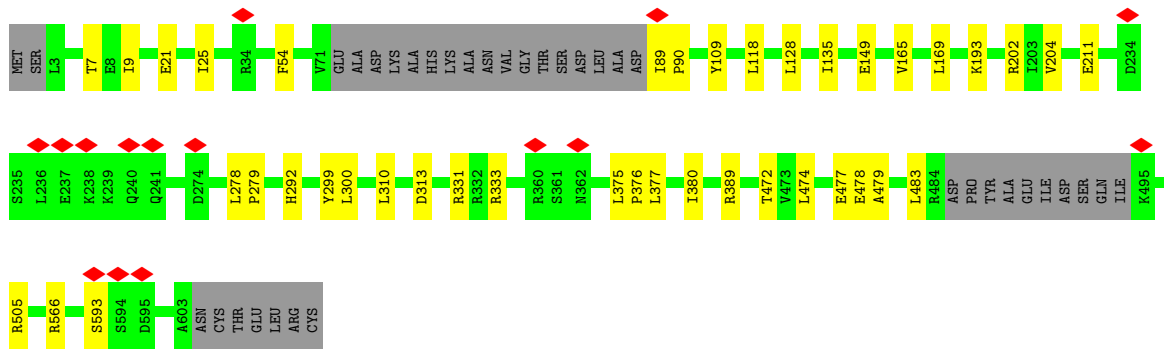 MET SER L3 T7 E8 I9 E21 I25 R34 F54 V71 GLU ALA ASP LYS ALA HIS LYS ALA ASN VAL GLY THR SER ASP LEU ALA ASP I89 P90 Y109 L118 L128 I135 E149 V165 L169 K193 R202 I203 V204 E211 D234
S235 L236 E237 K238 K239 Q240 Q241 D274 L278 P279 H292 Y299 L300 L310 D313 R331 R332 R333 R360 S361 N362 L375 P376 L377 I380 R389 T472 V473 L474 E477 E478 A479 L483 R484 ASP PRO TYR ALA GLU ILE ASP SER GLN ILE K495
R505 R566 S593 S594 D595 A603 ASN CYS THR GLU LEU ARG CYS